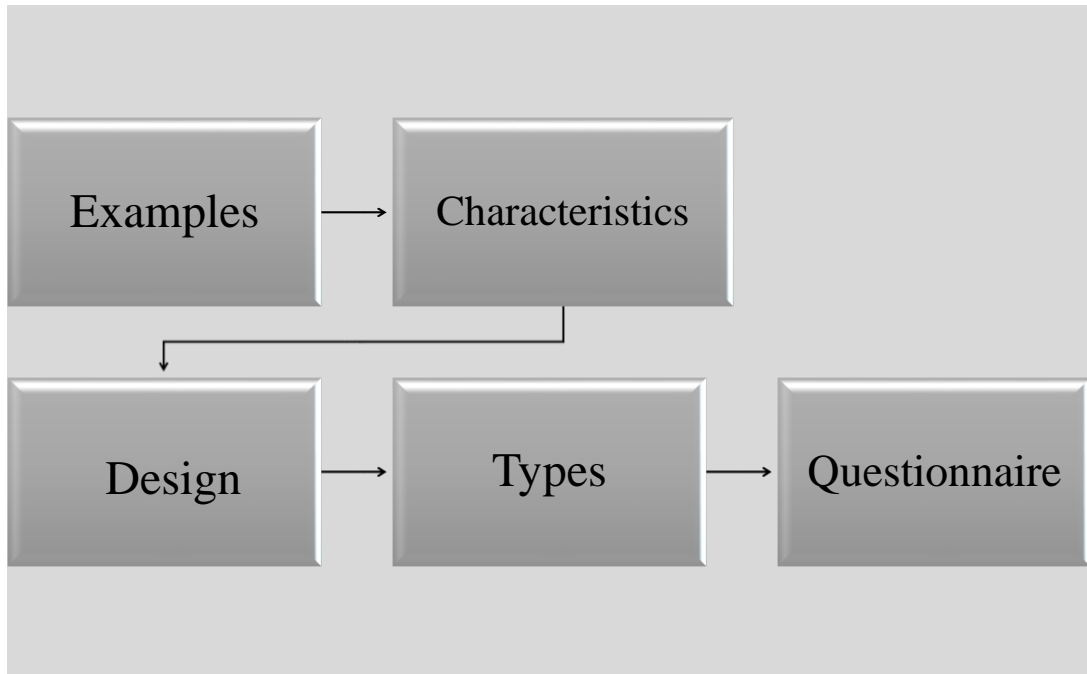 Examples
Characteristics
Design
Types
Questionnaire